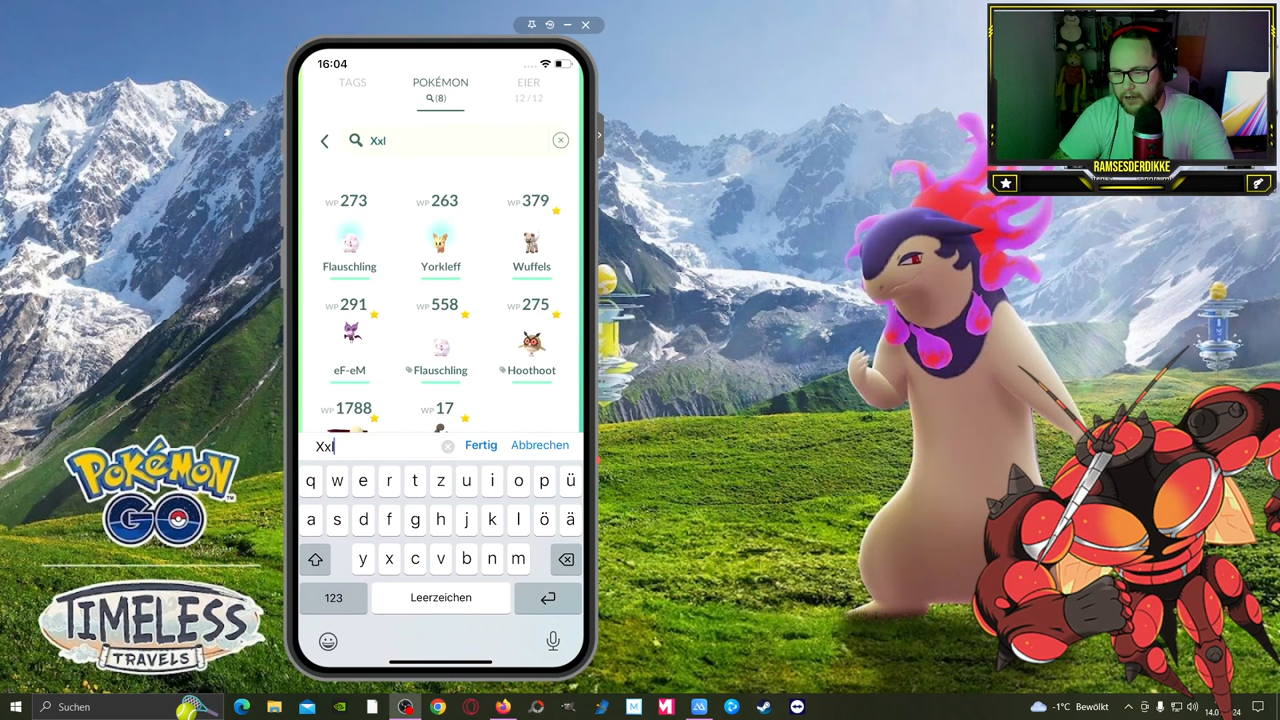 16:04
TAGS
POKÉMON
(8)
EIER
12/12
Xxl
WP 273
WP 263
WP 379
Flauschling
Yorkleff
Wuffels
WP 291
WP 558
WP 275
eF-eM
Flauschling
Hoothoot
WP 1788
WP 17
Xxl
Fertig
Abbrechen
q w e r t z u i o p ü
a s d f g h j k l ö ä
y x c v b n m
123
Leerzeichen
RAMSESDERDIKKE
POKÉMON
GO
TM
TIMELESS
TRAVELS
Suchen
-1°C Bewölkt